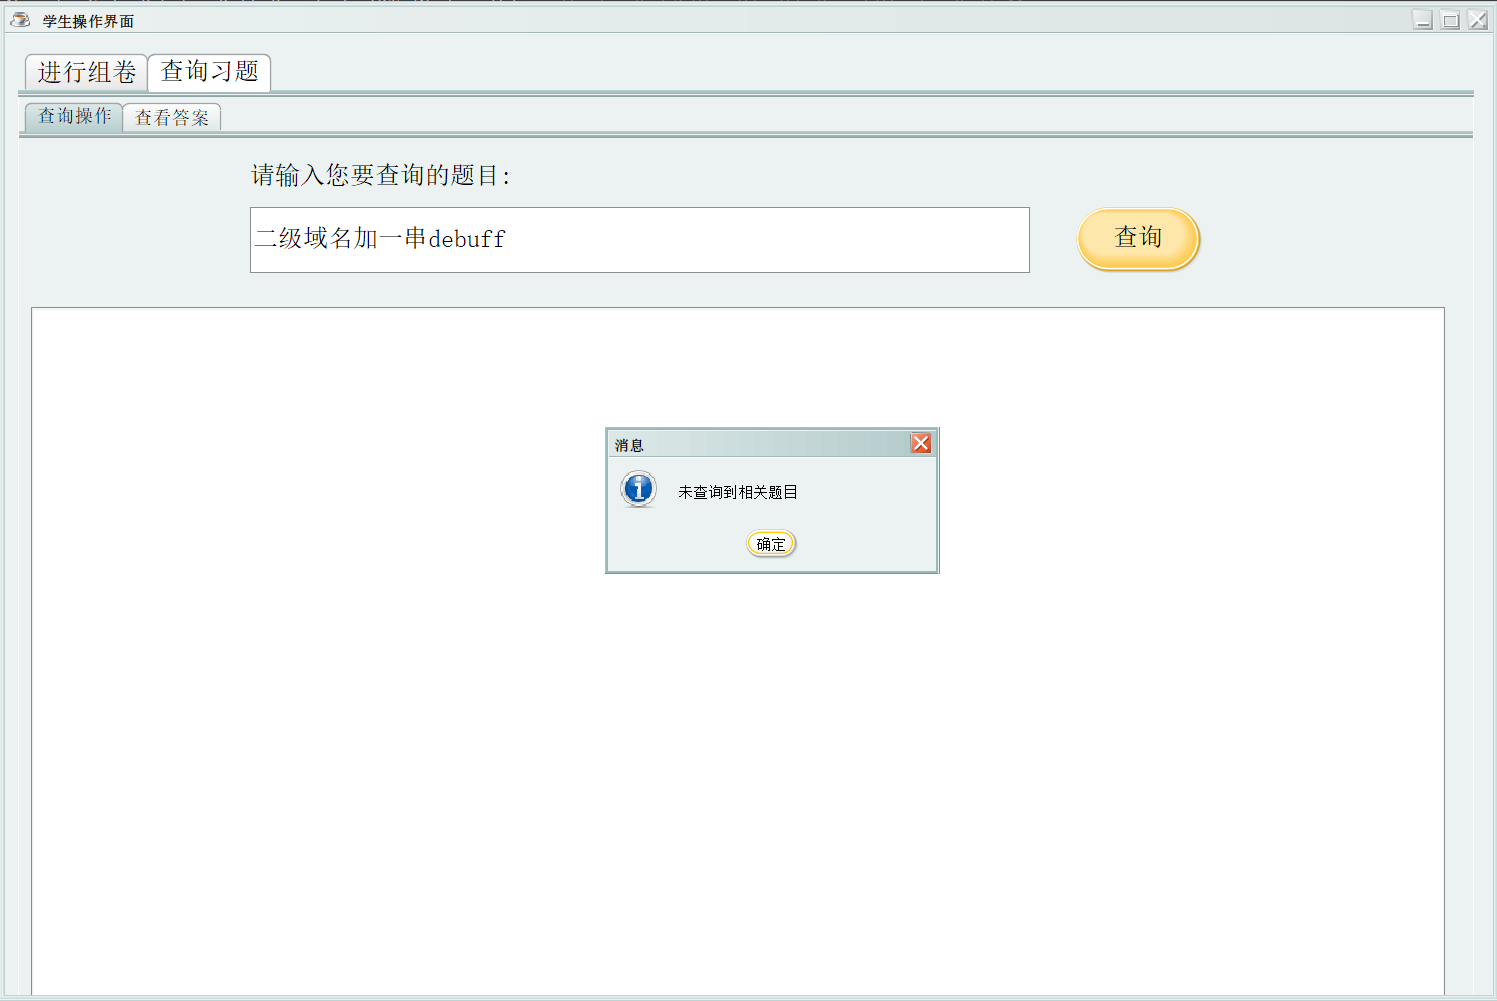 学生操作界面
进行组卷 查询习题
查询操作 查看答案
请输入您要查询的题目:
二级域名加一串debuff
查询
消息
未查询到相关题目
确定